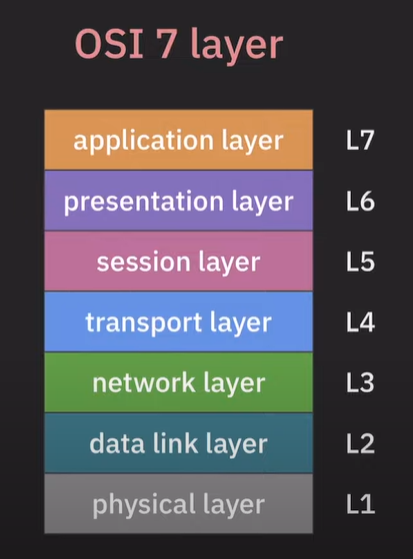 OSI 7 layer
application layer L7
presentation layer L6
session layer L5
transport layer L4
network layer L3
data link layer L2
physical layer L1